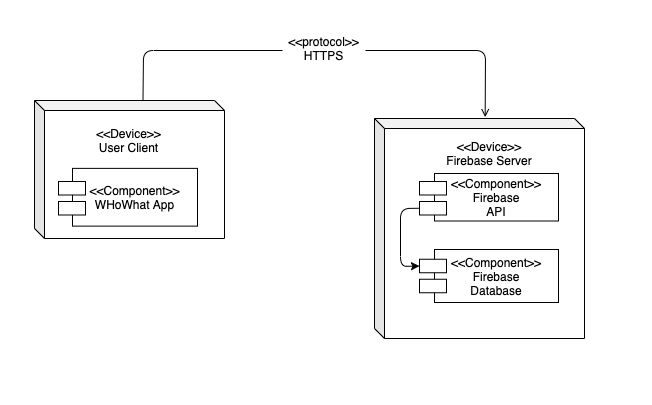 <<protocol>>
HTTPS
<<Device>>
User Client
<<Component>>
WHoWhat App
<<Device>>
Firebase Server
<<Component>>
Firebase
API
<<Component>>
Firebase
Database